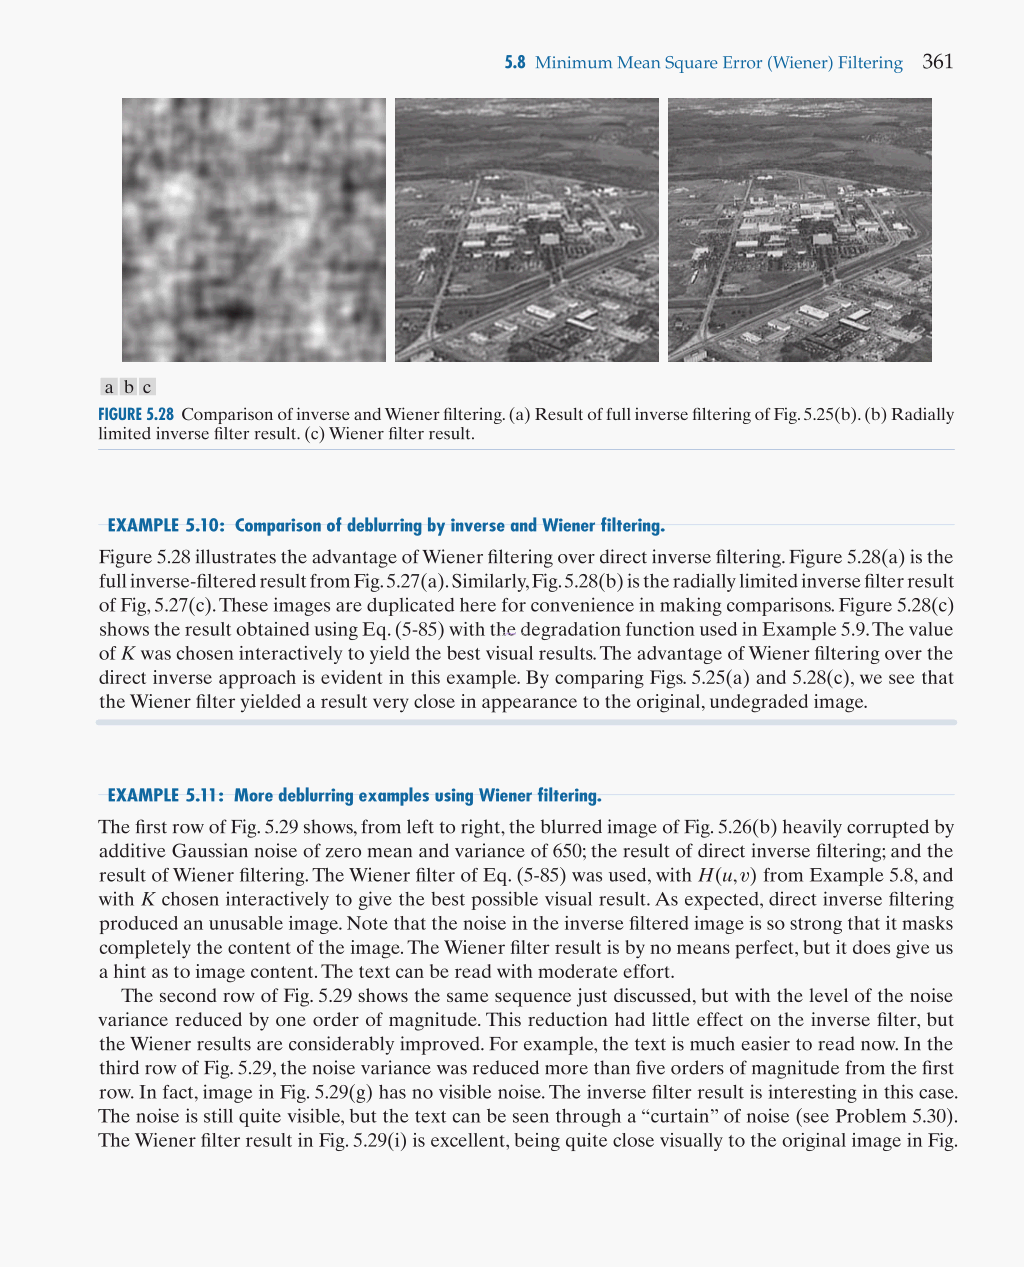 5.8 Minimum Mean Square Error (Wiener) Filtering 361
a b c
FIGURE 5.28 Comparison of inverse and Wiener filtering. (a) Result of full inverse filtering of Fig. 5.25(b). (b) Radially
limited inverse filter result. (c) Wiener filter result.
EXAMPLE 5.10: Comparison of deblurring by inverse and Wiener filtering.
Figure 5.28 illustrates the advantage of Wiener filtering over direct inverse filtering. Figure 5.28(a) is the
full inverse-filtered result from Fig. 5.27(a). Similarly, Fig. 5.28(b) is the radially limited inverse filter result
of Fig, 5.27(c). These images are duplicated here for convenience in making comparisons. Figure 5.28(c)
shows the result obtained using Eq. (5-85) with the degradation function used in Example 5.9. The value
of K was chosen interactively to yield the best visual results. The advantage of Wiener filtering over the
direct inverse approach is evident in this example. By comparing Figs. 5.25(a) and 5.28(c), we see that
the Wiener filter yielded a result very close in appearance to the original, undegraded image.
EXAMPLE 5.11: More deblurring examples using Wiener filtering.
The first row of Fig. 5.29 shows, from left to right, the blurred image of Fig. 5.26(b) heavily corrupted by
additive Gaussian noise of zero mean and variance of 650; the result of direct inverse filtering; and the
result of Wiener filtering. The Wiener filter of Eq. (5-85) was used, with H(u,v) from Example 5.8, and
with K chosen interactively to give the best possible visual result. As expected, direct inverse filtering
produced an unusable image. Note that the noise in the inverse filtered image is so strong that it masks
completely the content of the image. The Wiener filter result is by no means perfect, but it does give us
a hint as to image content. The text can be read with moderate effort.
The second row of Fig. 5.29 shows the same sequence just discussed, but with the level of the noise
variance reduced by one order of magnitude. This reduction had little effect on the inverse filter, but
the Wiener results are considerably improved. For example, the text is much easier to read now. In the
third row of Fig. 5.29, the noise variance was reduced more than five orders of magnitude from the first
row. In fact, image in Fig. 5.29(g) has no visible noise. The inverse filter result is interesting in this case.
The noise is still quite visible, but the text can be seen through a “curtain” of noise (see Problem 5.30).
The Wiener filter result in Fig. 5.29(i) is excellent, being quite close visually to the original image in Fig.